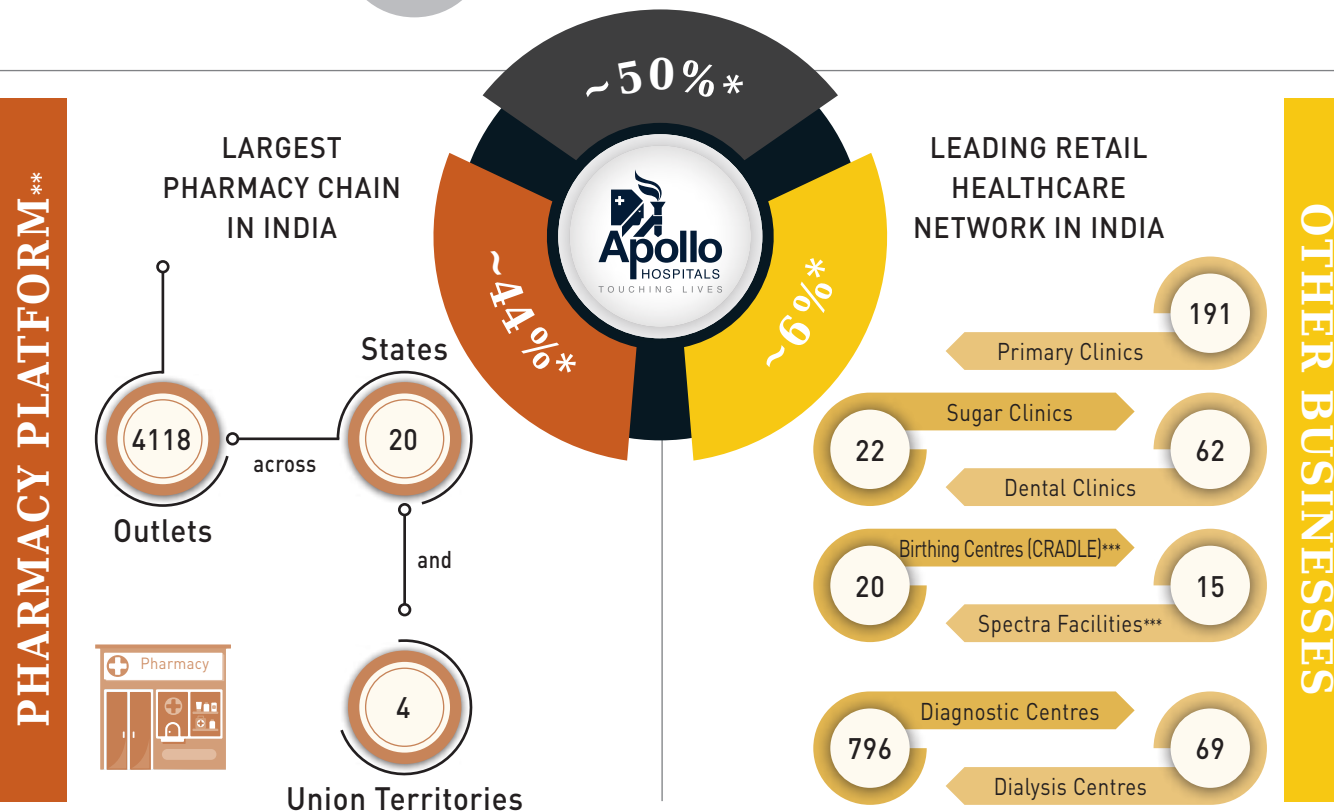 ~50%*
PHARMACY PLATFORM**
LARGEST
PHARMACY CHAIN
IN INDIA
4118
Outlets
across
States
20
and
4
Union Territories
Pharmacy
~44%*
Apollo
HOSPITALS
TOUCHING LIVES
~6%*
LEADING RETAIL
HEALTHCARE
NETWORK IN INDIA
191
Primary Clinics
Sugar Clinics
22
62
Dental Clinics
Birthing Centres (CRADLE)***
20
15
Spectra Facilities***
Diagnostic Centres
796
69
Dialysis Centres
OTHER BUSINESSES